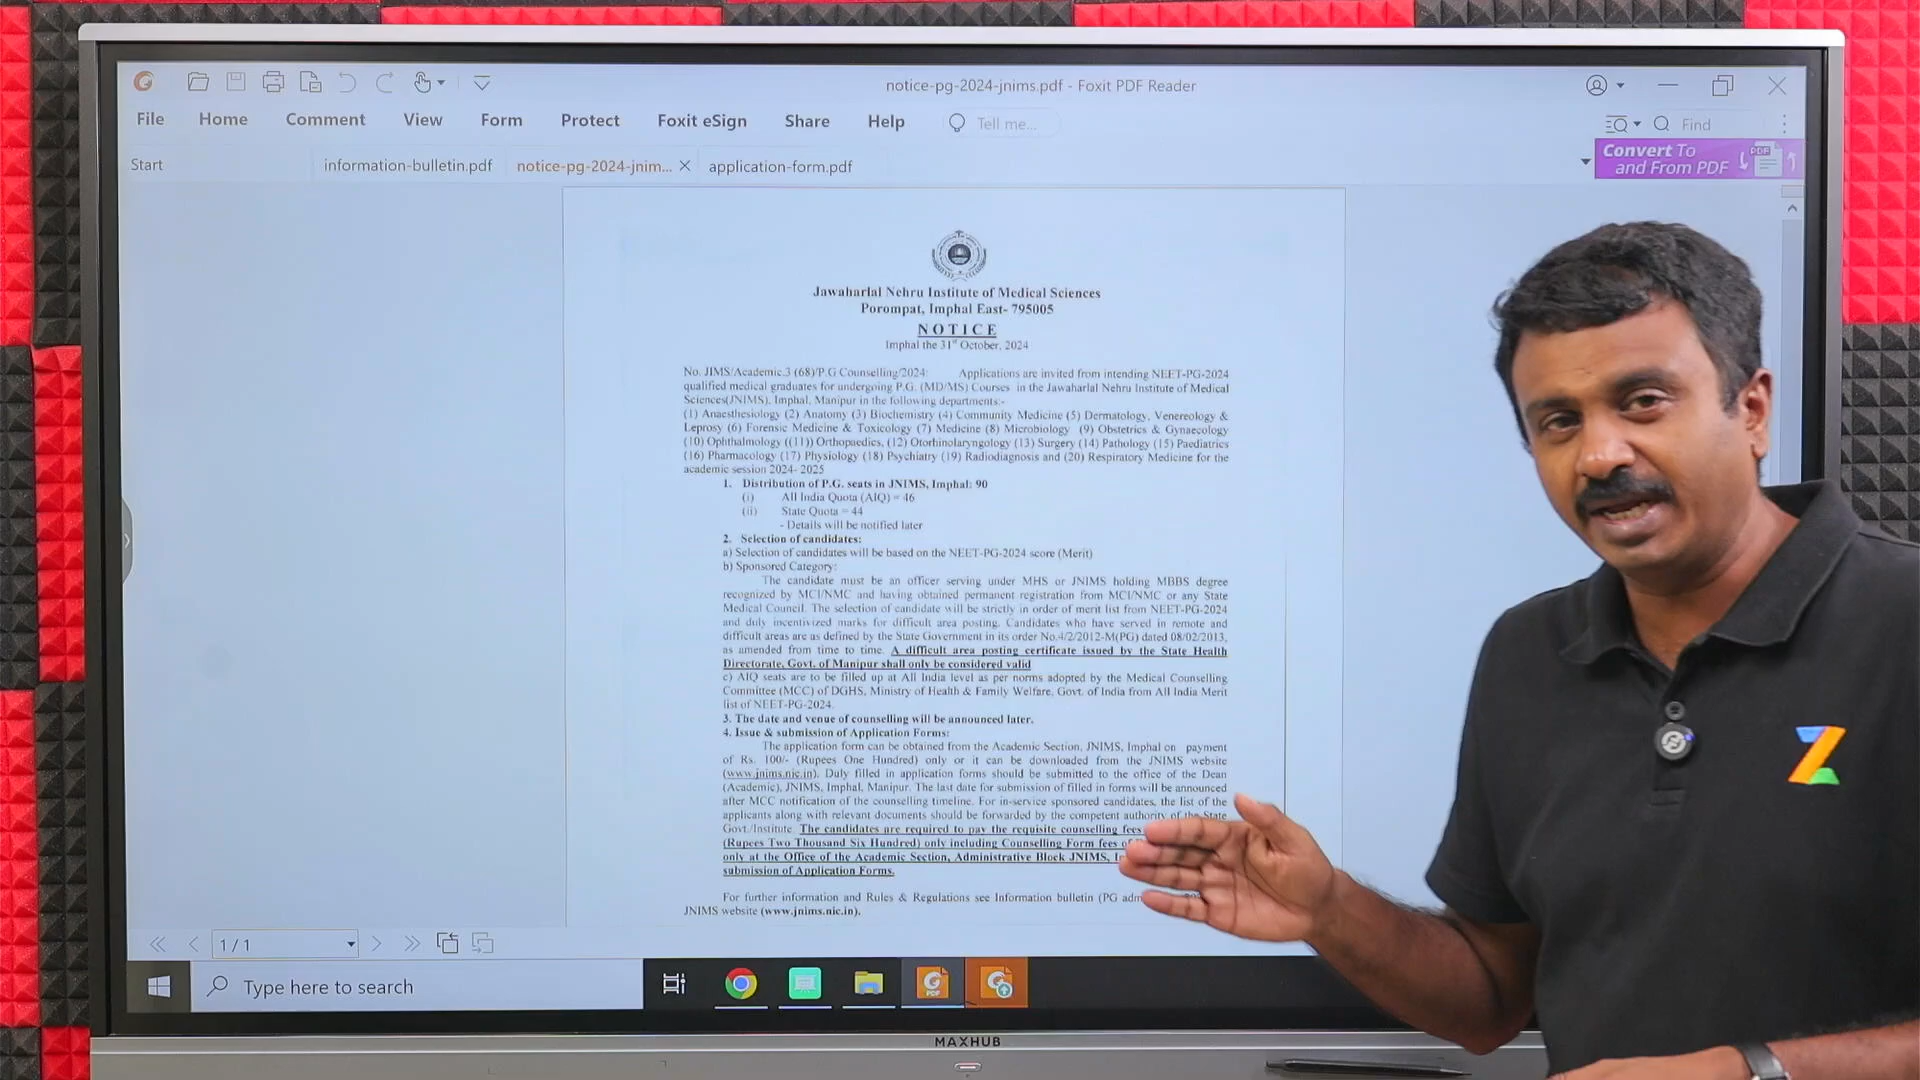 notice-pg-2024-jnims.pdf - Foxit PDF Reader
File Home Comment View Form Protect Foxit eSign Share Help Tell me... Find
Convert To and From PDF
Start information-bulletin.pdf notice-pg-2024-jnim... application-form.pdf
Jawaharlal Nehru Institute of Medical Sciences
Porompat, Imphal East- 795005
NOTICE
Imphal the 31st October, 2024
No. JIMS/Academic.3 (68)/P.G Counselling/2024: Applications are invited from intending NEET-PG-2024
qualified medical graduates for undergoing P.G. (MD/MS) Courses in the Jawaharlal Nehru Institute of Medical
Sciences(JNIMS), Imphal, Manipur in the following departments:-
(1) Anaesthesiology (2) Anatomy (3) Biochemistry (4) Community Medicine (5) Dermatology, Venereology &
Leprosy (6) Forensic Medicine & Toxicology (7) Medicine (8) Microbiology (9) Obstetrics & Gynaecology
(10) Ophthalmology ((11)) Orthopaedics, (12) Otorhinolaryngology (13) Surgery (14) Pathology (15) Paediatrics
(16) Pharmacology (17) Physiology (18) Psychiatry (19) Radiodiagnosis and (20) Respiratory Medicine for the
academic session 2024- 2025
1. Distribution of P.G. seats in JNIMS, Imphal: 90
(i) All India Quota (AIQ) = 46
(ii) State Quota = 44
- Details will be notified later
2. Selection of candidates:
a) Selection of candidates will be based on the NEET-PG-2024 score (Merit)
b) Sponsored Category:
The candidate must be an officer serving under MHS or JNIMS holding MBBS degree
recognized by MCI/NMC and having obtained permanent registration from MCI/NMC or any State
Medical Council. The selection of candidate will be strictly in order of merit list from NEET-PG-2024
and duly incentivized marks for difficult area posting. Candidates who have served in remote and
difficult areas are as defined by the State Government in its order No.4/2/2012-M(PG) dated 08/02/2013,
as amended from time to time. A difficult area posting certificate issued by the State Health
Directorate, Govt. of Manipur shall only be considered valid
c) AIQ seats are to be filled up at All India level as per norms adopted by the Medical Counselling
Committee (MCC) of DGHS, Ministry of Health & Family Welfare, Govt. of India from All India Merit
list of NEET-PG-2024.
3. The date and venue of counselling will be announced later.
4. Issue & submission of Application Forms:
The application form can be obtained from the Academic Section, JNIMS, Imphal on payment
of Rs. 100/- (Rupees One Hundred) only or it can be downloaded from the JNIMS website
(www.jnims.nic.in). Duly filled in application forms should be submitted to the office of the Dean
(Academic), JNIMS, Imphal, Manipur. The last date for submission of filled in forms will be announced
after MCC notification of the counselling timeline. For in-service sponsored candidates, the list of the
applicants along with relevant documents should be forwarded by the competent authority of the State
Govt./Institute. The candidates are required to pay the requisite counselling fees
(Rupees Two Thousand Six Hundred) only including Counselling Form fees of
only at the Office of the Academic Section, Administrative Block JNIMS,
submission of Application Forms.
For further information and Rules & Regulations see Information bulletin (PG
JNIMS website (www.jnims.nic.in).
1 / 1
Type here to search
MAXHUB